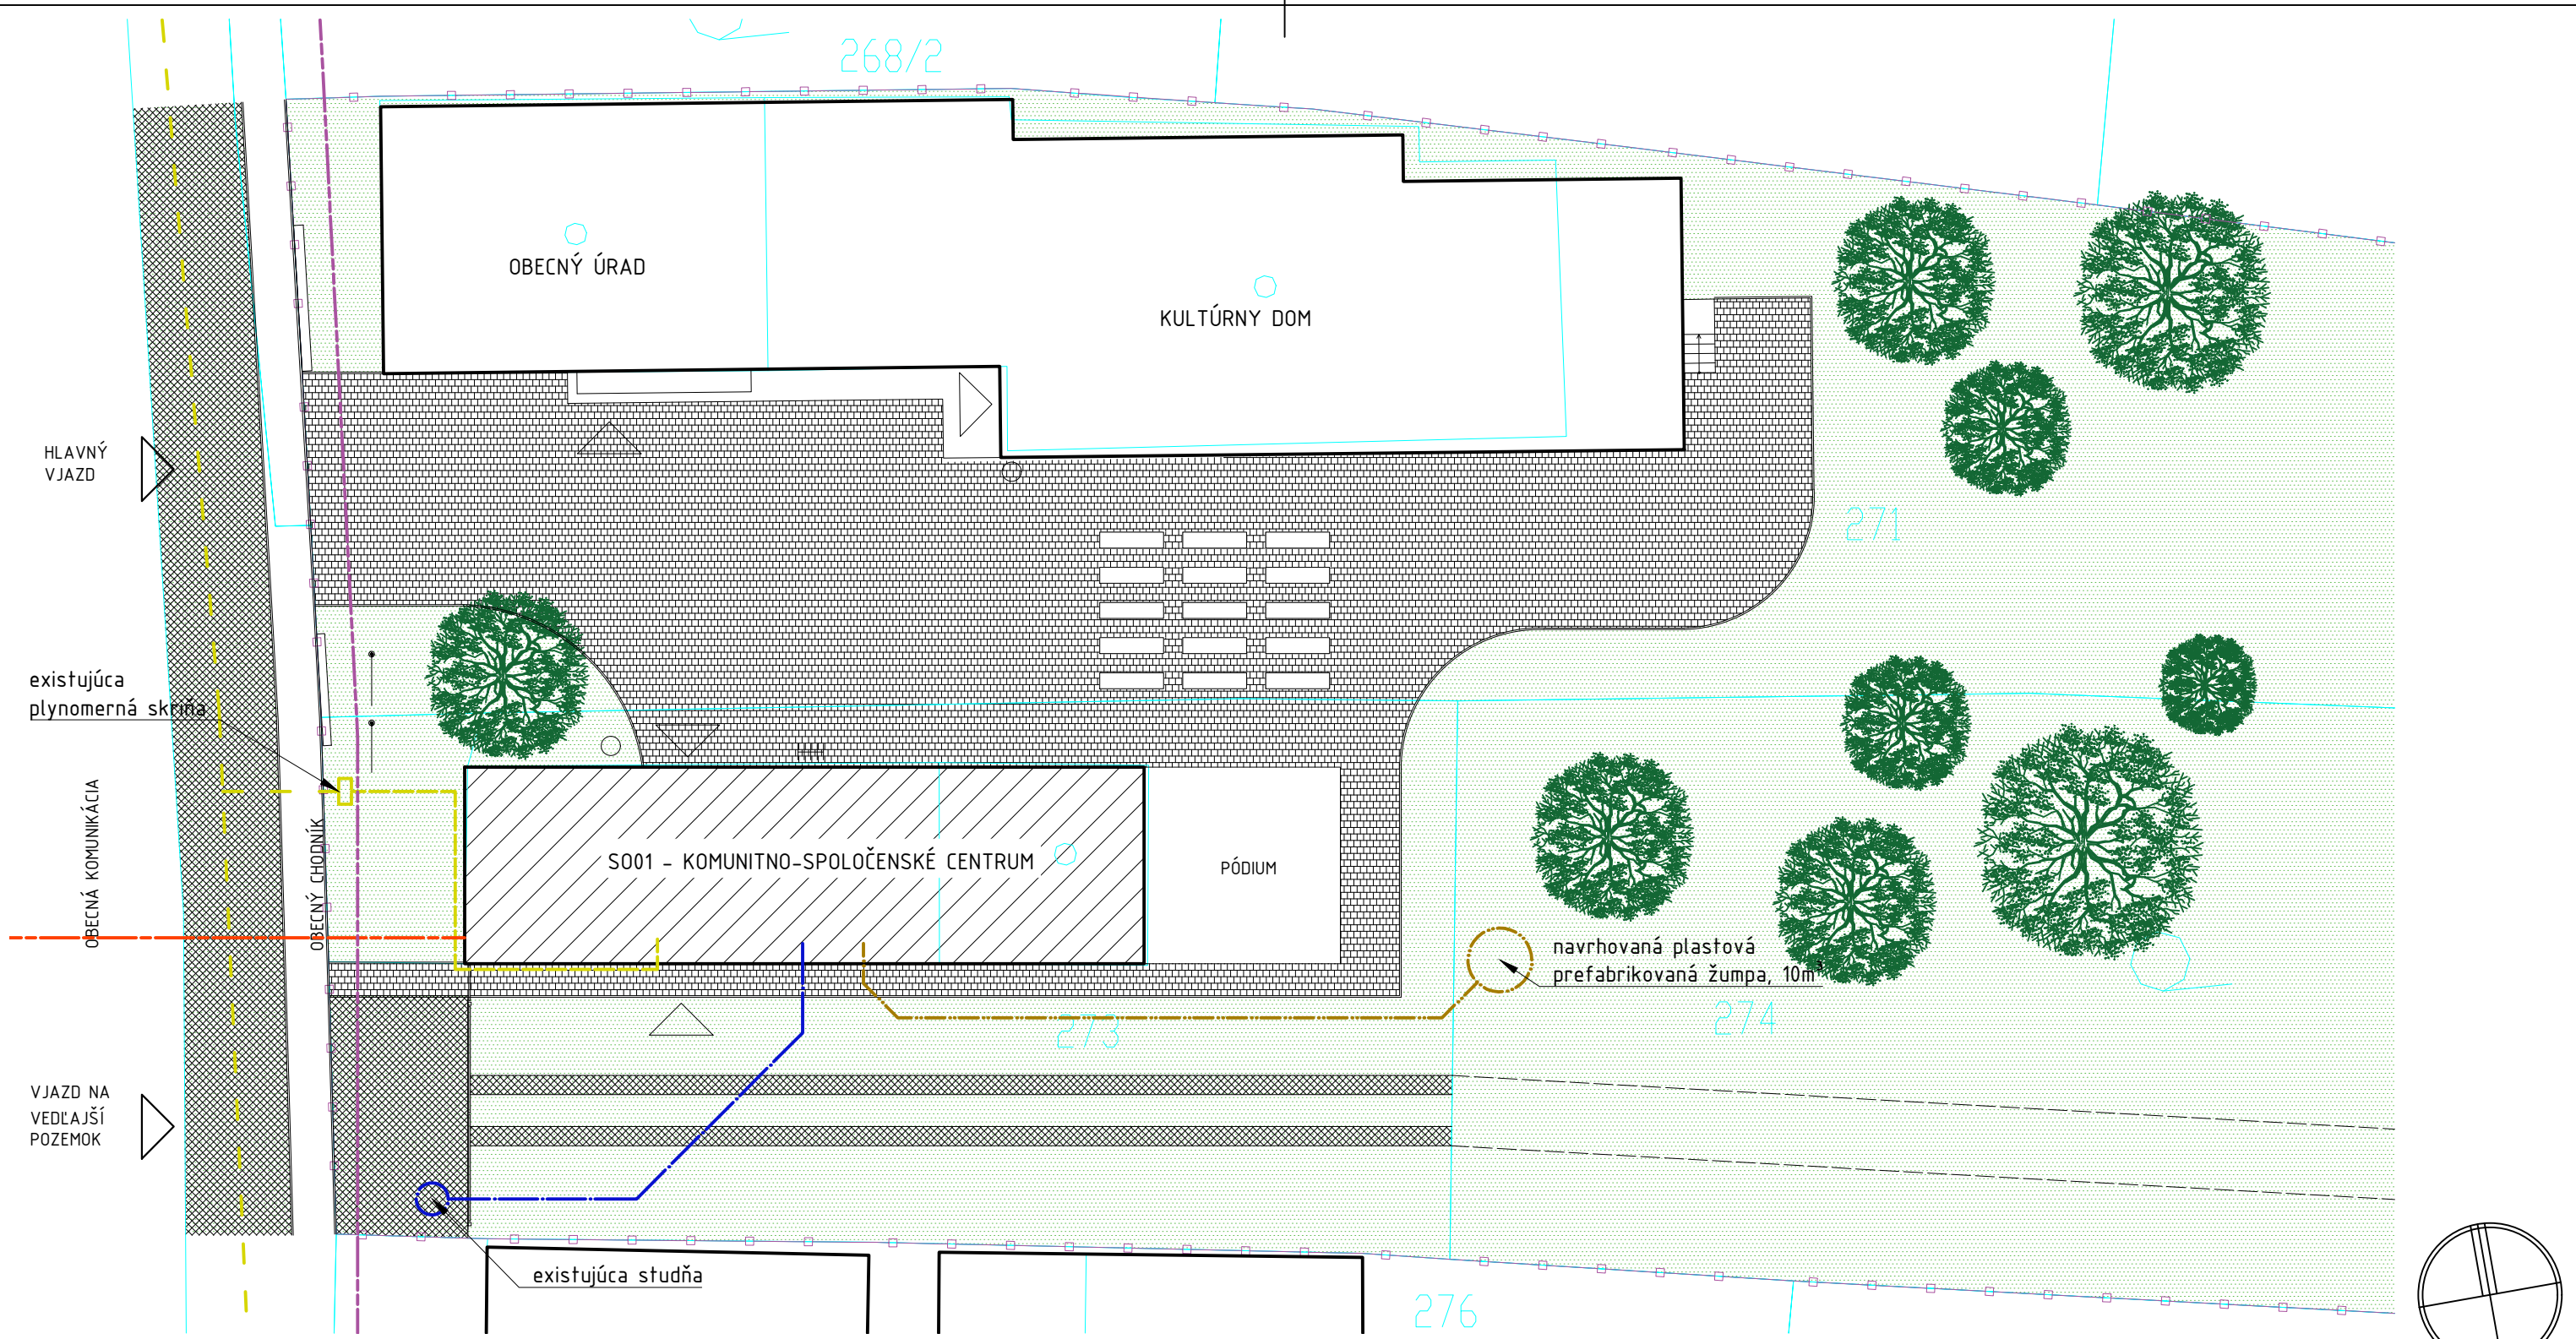 268/2
OBECNÝ ÚRAD
KULTÚRNY DOM
HLAVNÝ
VJAZD
271
existujúca
plynomerná skriňa
OBECNÁ KOMUNIKÁCIA
OBECNÝ CHODNÍK
SO01 - KOMUNITNO-SPOLOČENSKÉ CENTRUM
PÓDIUM
navrhovaná plastová
prefabrikovaná žumpa, 10m³
273
274
VJAZD NA
VEDĽAJŠÍ
POZEMOK
existujúca studňa
276